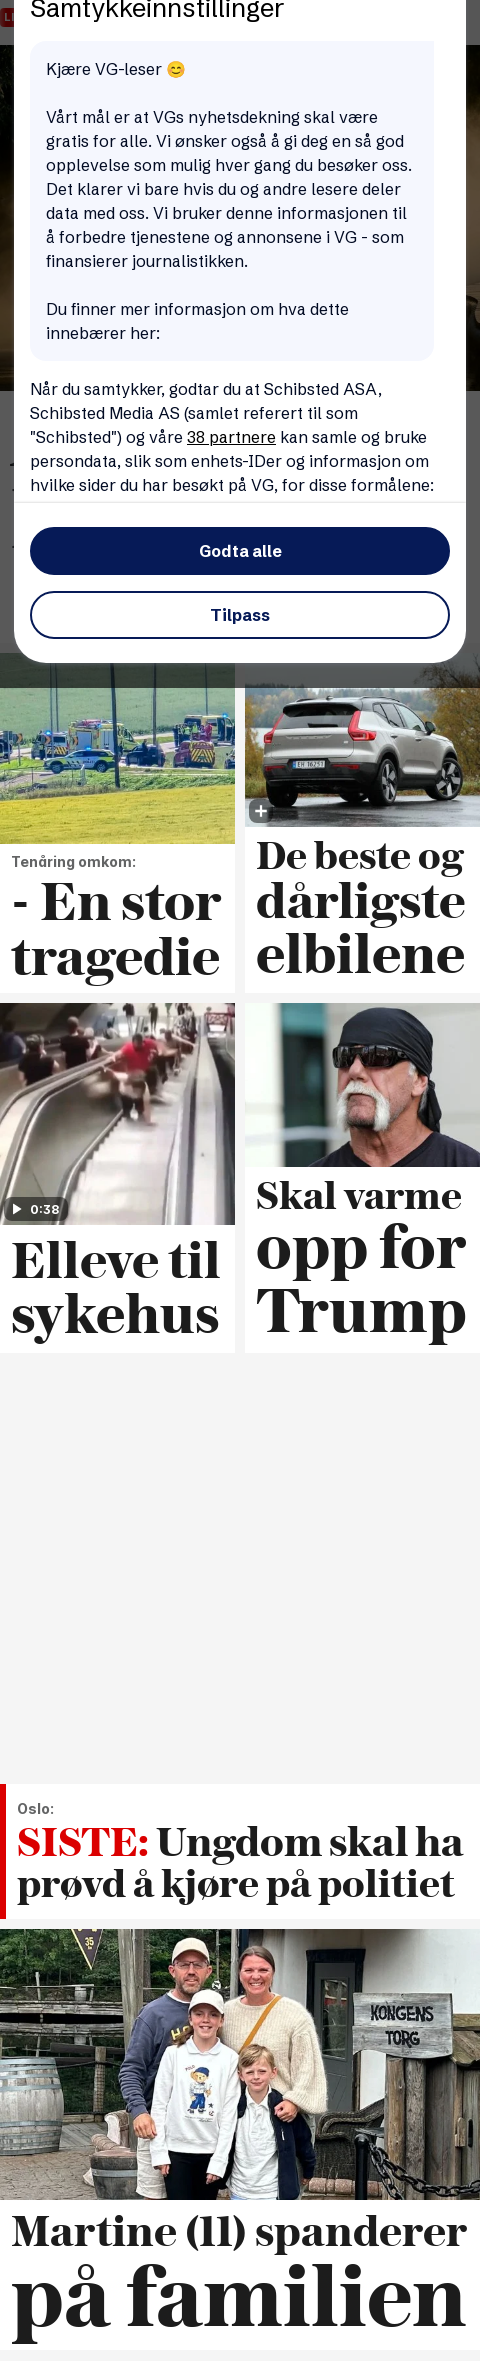 Samtykkeinnstillinger
Kjære VG-leser 😊
Vårt mål er at VGs nyhetsdekning skal være
gratis for alle. Vi ønsker også å gi deg en så god
opplevelse som mulig hver gang du besøker oss.
Det klarer vi bare hvis du og andre lesere deler
data med oss. Vi bruker denne informasjonen til
å forbedre tjenestene og annonsene i VG - som
finansierer journalistikken.
Du finner mer informasjon om hva dette
innebærer her:
Når du samtykker, godtar du at Schibsted ASA,
Schibsted Media AS (samlet referert til som
"Schibsted") og våre 38 partnere kan samle og bruke
persondata, slik som enhets-IDer og informasjon om
hvilke sider du har besøkt på VG, for disse formålene:
Godta alle
Tilpass
EH 16251
Tenåring omkom:
- En stor
tragedie
De beste og
dårligste
elbilene
0:38
Elleve til
sykehus
Skal varme
opp for
Trump
Oslo:
SISTE: Ungdom skal ha
prøvd å kjøre på politiet
35
KONGENS
TORG
Martine (11) spanderer
på familien